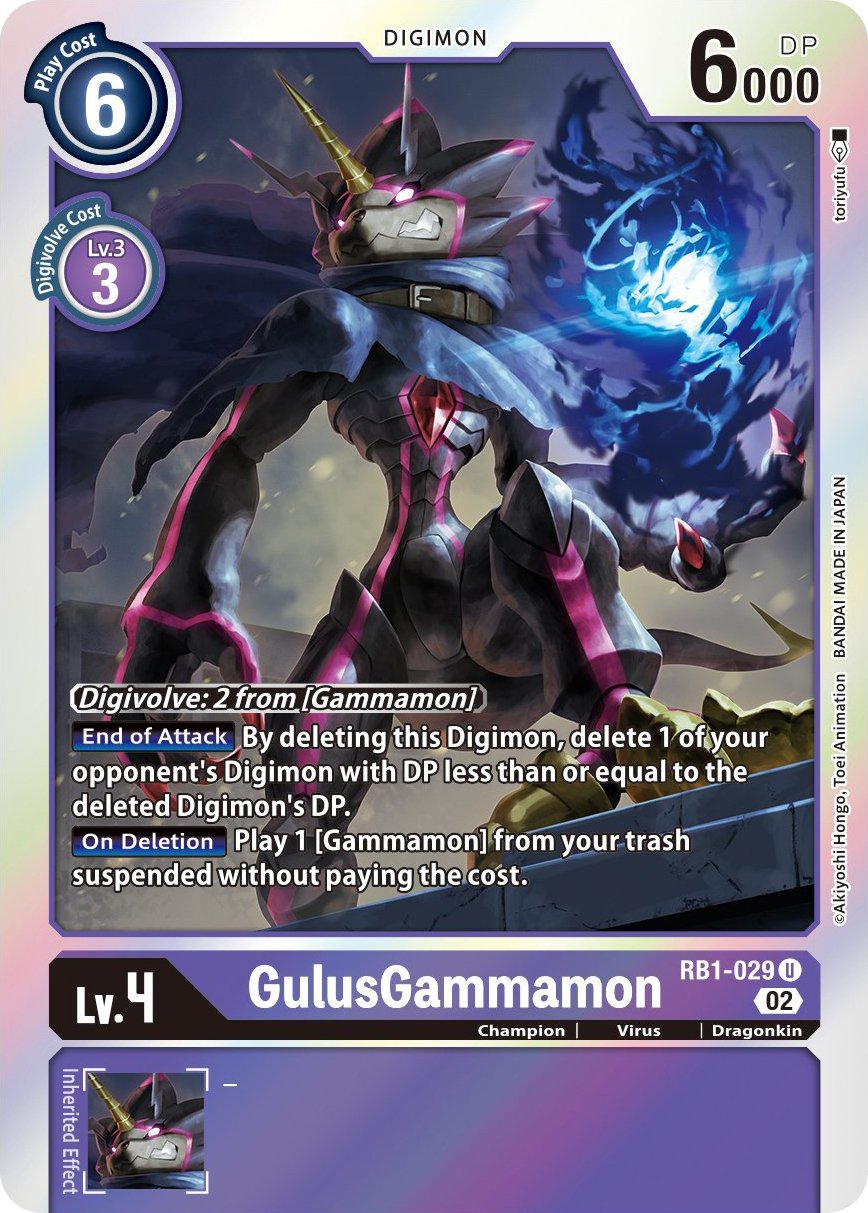 DIGIMON
Play Cost
6
DP
6000
Digivolve Cost
Lv.3
3
toriyufu
Digivolve: 2 from [Gammamon]
End of Attack By deleting this Digimon, delete 1 of your
opponent's Digimon with DP less than or equal to the
deleted Digimon's DP.
On Deletion Play 1 [Gammamon] from your trash
suspended without paying the cost.
©Akiyoshi Hongo, Toei Animation BANDAI MADE IN JAPAN
Lv.4
GulusGammamon
RB1-029 U
02
Champion | Virus | Dragonkin
Inherited Effect
–